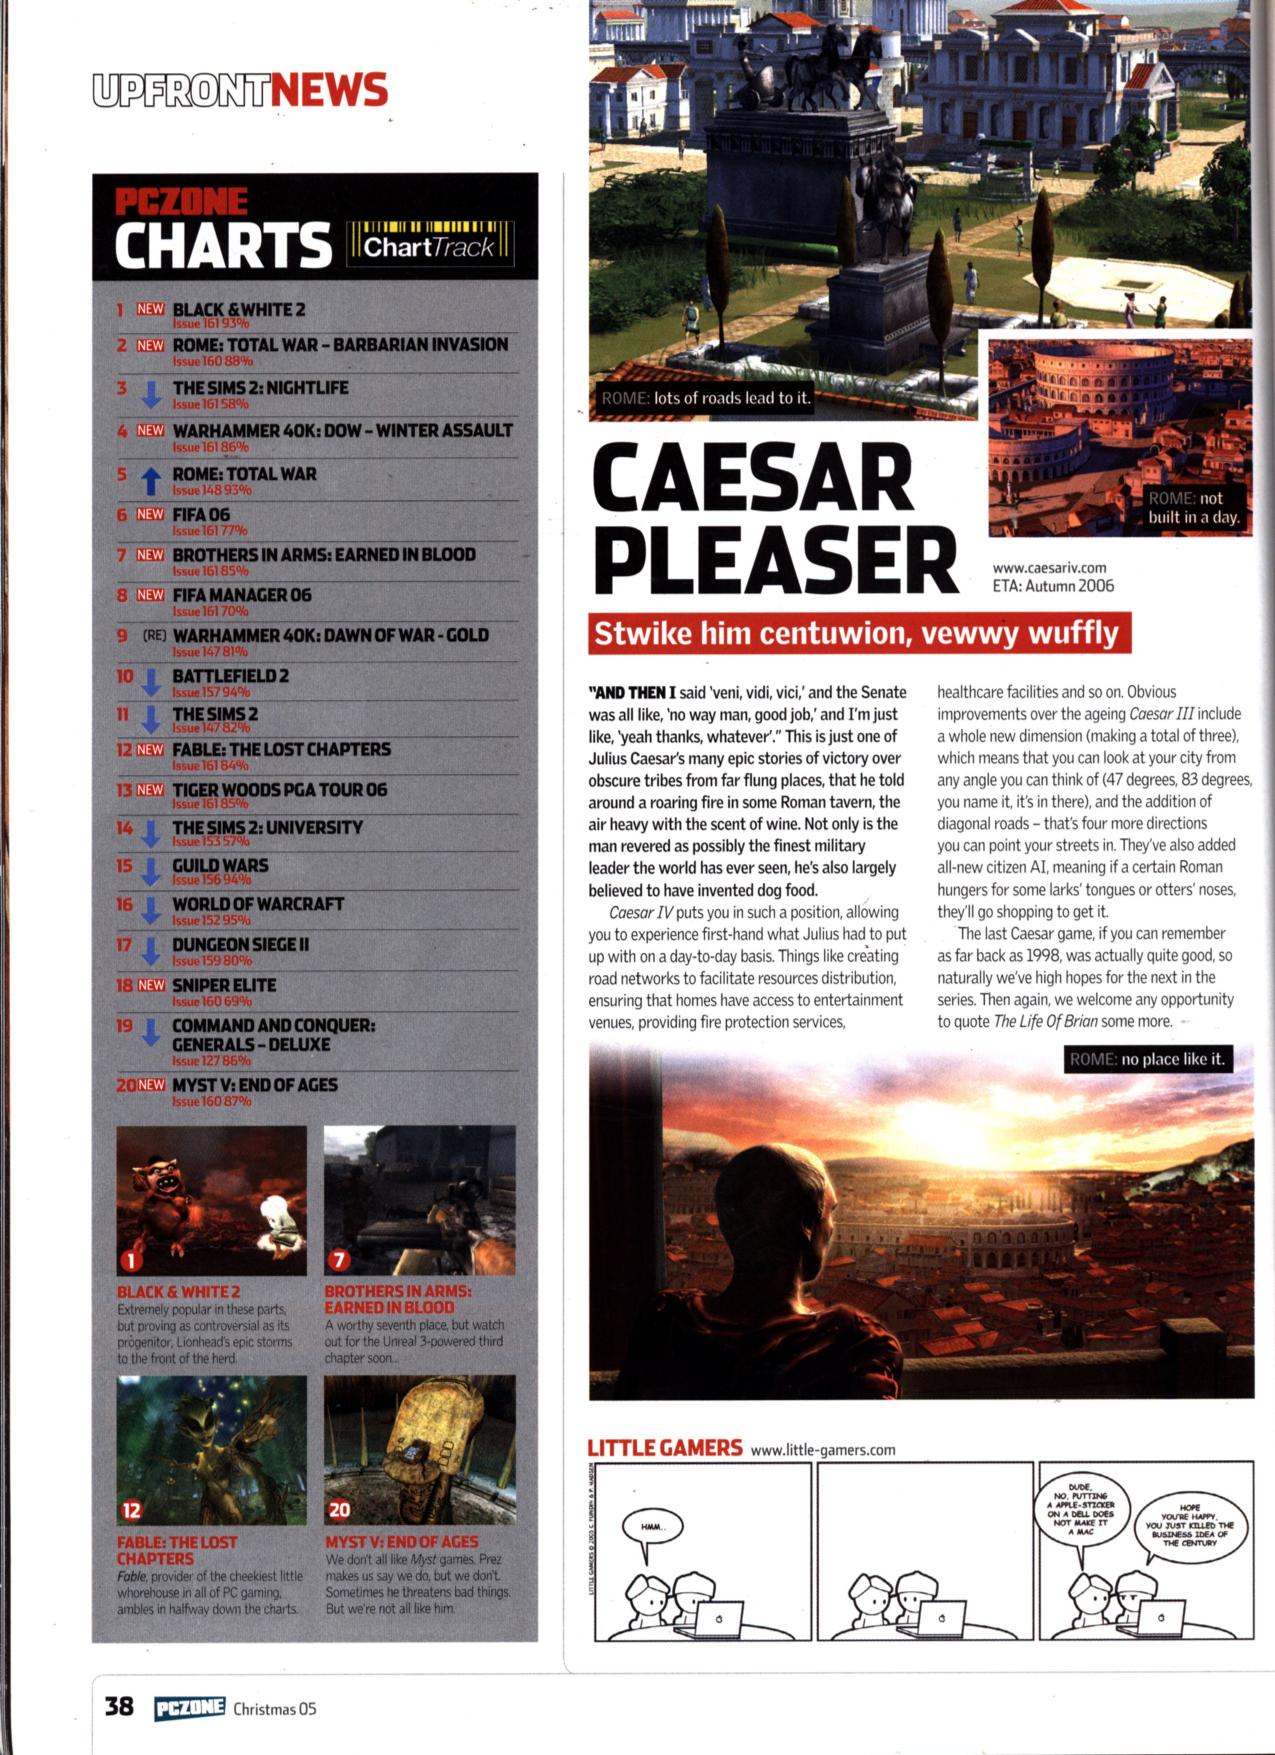 UPFRONTNEWS
PCZONE
CHARTS
ChartTrack
1 NEW BLACK & WHITE 2
Issue 161 93%
2 NEW ROME: TOTAL WAR – BARBARIAN INVASION
Issue 160 88%
3 THE SIMS 2: NIGHTLIFE
Issue 161 58%
4 NEW WARHAMMER 40K: DOW – WINTER ASSAULT
Issue 161 86%
5 ROME: TOTAL WAR
Issue 148 93%
6 NEW FIFA 06
Issue 161 77%
7 NEW BROTHERS IN ARMS: EARNED IN BLOOD
Issue 161 85%
8 NEW FIFA MANAGER 06
Issue 161 70%
9 (RE) WARHAMMER 40K: DAWN OF WAR - GOLD
Issue 147 81%
10 BATTLEFIELD 2
Issue 157 94%
11 THE SIMS 2
Issue 147 82%
12 NEW FABLE: THE LOST CHAPTERS
Issue 161 84%
13 NEW TIGER WOODS PGA TOUR 06
Issue 161 85%
14 THE SIMS 2: UNIVERSITY
Issue 153 57%
15 GUILD WARS
Issue 156 94%
16 WORLD OF WARCRAFT
Issue 152 95%
17 DUNGEON SIEGE II
Issue 159 80%
18 NEW SNIPER ELITE
Issue 160 69%
19 COMMAND AND CONQUER:
GENERALS – DELUXE
Issue 127 86%
20 NEW MYST V: END OF AGES
Issue 160 87%
1
BLACK & WHITE 2
Extremely popular in these parts,
but proving as controversial as its
progenitor, Lionhead's epic storms
to the front of the herd.
7
BROTHERS IN ARMS:
EARNED IN BLOOD
A worthy seventh place, but watch
out for the Unreal 3-powered third
chapter soon...
12
FABLE: THE LOST
CHAPTERS
Fable, provider of the cheekiest little
whorehouse in all of PC gaming,
ambles in halfway down the charts.
20
MYST V: END OF AGES
We don't all like Myst games. Prez
makes us say we do, but we don't.
Sometimes he threatens bad things.
But we're not all like him.
ROME: lots of roads lead to it.
ROME: not
built in a day.
CAESAR
PLEASER
www.caesariv.com
ETA: Autumn 2006
Stwike him centuwion, vewwy wuffly
"AND THEN I said 'veni, vidi, vici,' and the Senate
was all like, 'no way man, good job,' and I'm just
like, 'yeah thanks, whatever'." This is just one of
Julius Caesar's many epic stories of victory over
obscure tribes from far flung places, that he told
around a roaring fire in some Roman tavern, the
air heavy with the scent of wine. Not only is the
man revered as possibly the finest military
leader the world has ever seen, he's also largely
believed to have invented dog food.
Caesar IV puts you in such a position, allowing
you to experience first-hand what Julius had to put
up with on a day-to-day basis. Things like creating
road networks to facilitate resources distribution,
ensuring that homes have access to entertainment
venues, providing fire protection services,
healthcare facilities and so on. Obvious
improvements over the ageing Caesar III include
a whole new dimension (making a total of three),
which means that you can look at your city from
any angle you can think of (47 degrees, 83 degrees,
you name it, it's in there), and the addition of
diagonal roads – that's four more directions
you can point your streets in. They've also added
all-new citizen AI, meaning if a certain Roman
hungers for some larks' tongues or otters' noses,
they'll go shopping to get it.
The last Caesar game, if you can remember
as far back as 1998, was actually quite good, so
naturally we've high hopes for the next in the
series. Then again, we welcome any opportunity
to quote The Life Of Brian some more.
ROME: no place like it.
LITTLE GAMERS www.little-gamers.com
LITTLE GAMERS © 2005 C FUNDIN & P. MADSEN
HMM..
DUDE,
NO, PUTTING
A APPLE-STICKER
ON A DELL DOES
NOT MAKE IT
A MAC
HOPE
YOU'RE HAPPY,
YOU JUST KILLED THE
BUSINESS IDEA OF
THE CENTURY
38 PCZONE Christmas 05